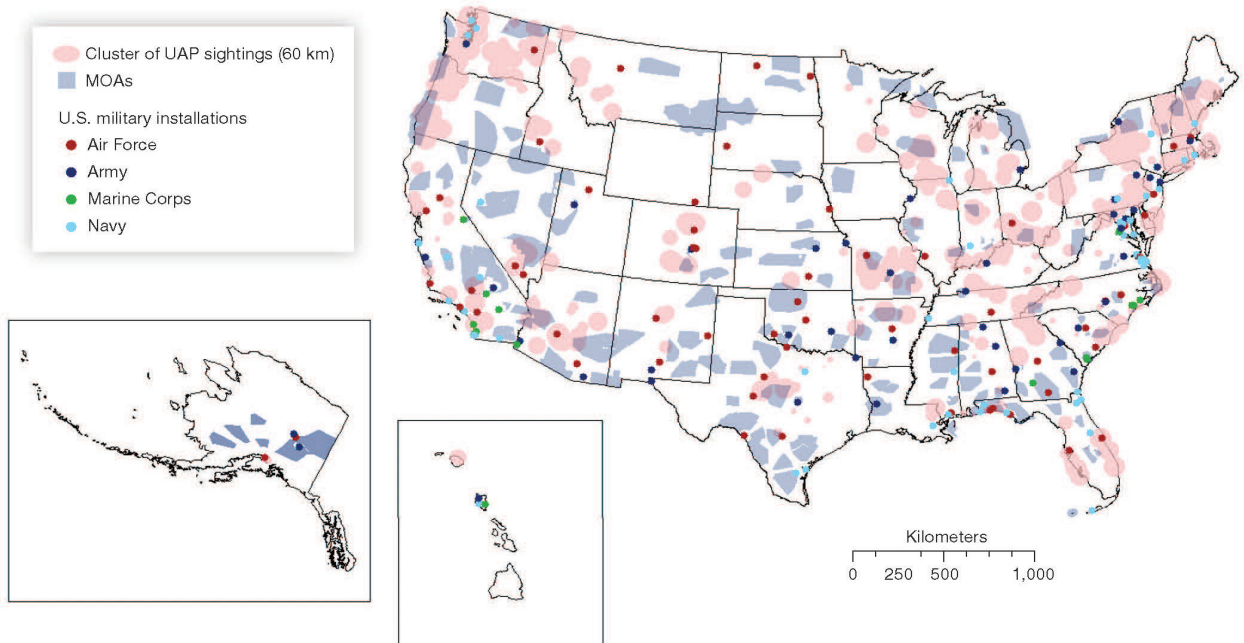 Cluster of UAP sightings (60 km)
MOAs
U.S. military installations
Air Force
Army
Marine Corps
Navy
Kilometers
0 250 500 1,000